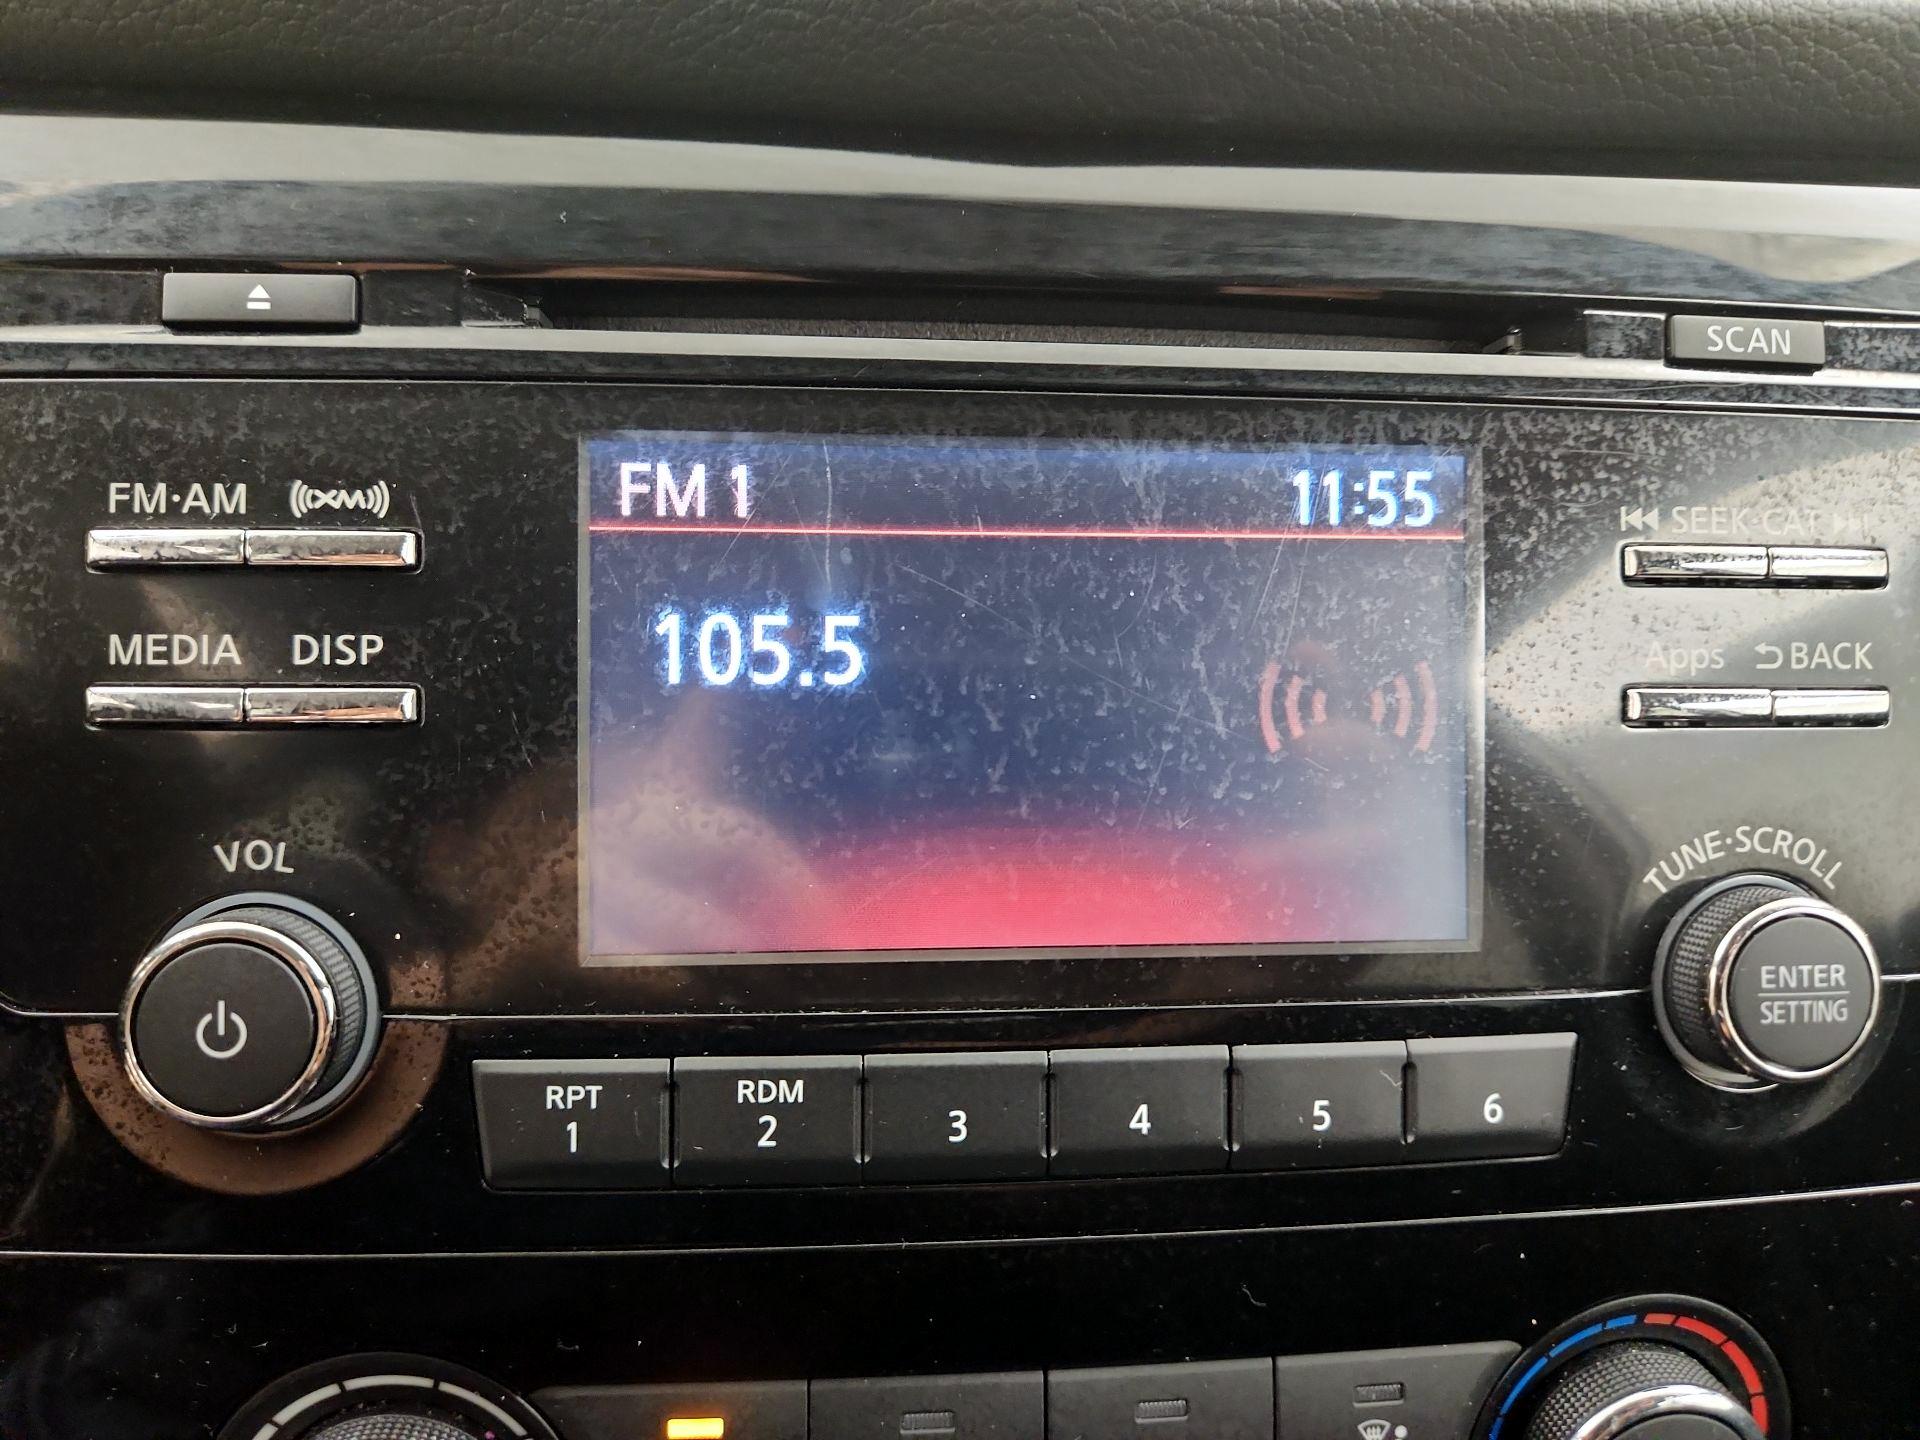 SCAN
FM 1 11:55
FM·AM XM
SEEK·CAT
105.5
MEDIA DISP
Apps BACK
VOL
TUNE·SCROLL
ENTER
SETTING
RPT RDM
1 2 3 4 5 6